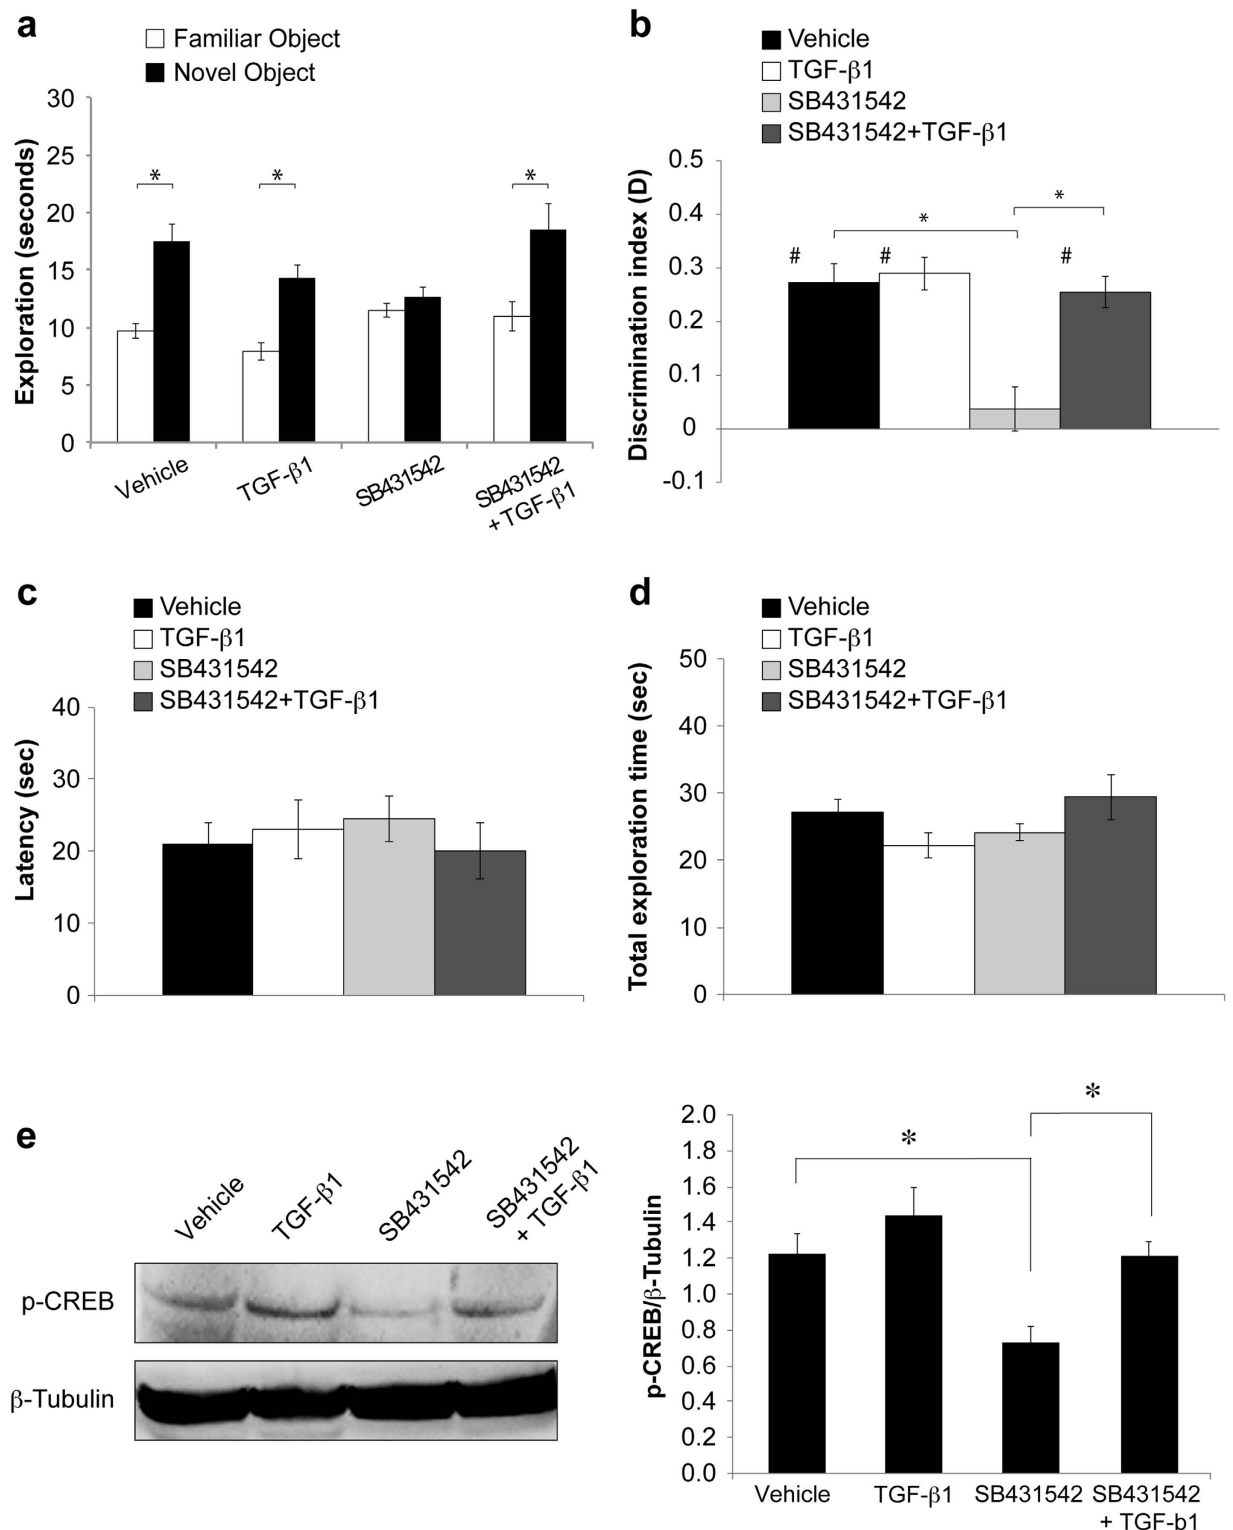 a
Familiar Object
Novel Object
Exploration (seconds)
30
25
20
15
10
5
0
*
*
*
Vehicle
TGF-β1
SB431542
SB431542
+TGF-β1
b
Vehicle
TGF-β1
SB431542
SB431542+TGF-β1
Discrimination index (D)
0.5
0.4
0.3
0.2
0.1
0
-0.1
*
*
#
#
#
c
Vehicle
TGF-β1
SB431542
SB431542+TGF-β1
Latency (sec)
40
30
20
10
0
d
Vehicle
TGF-β1
SB431542
SB431542+TGF-β1
Total exploration time (sec)
50
40
30
20
10
0
e
Vehicle
TGF-β1
SB431542
SB431542
+ TGF-β1
p-CREB
β-Tubulin
p-CREB/β-Tubulin
2.0
1.8
1.6
1.4
1.2
1.0
0.8
0.6
0.4
0.2
0.0
*
*
Vehicle
TGF-β1
SB431542
SB431542
+ TGF-b1